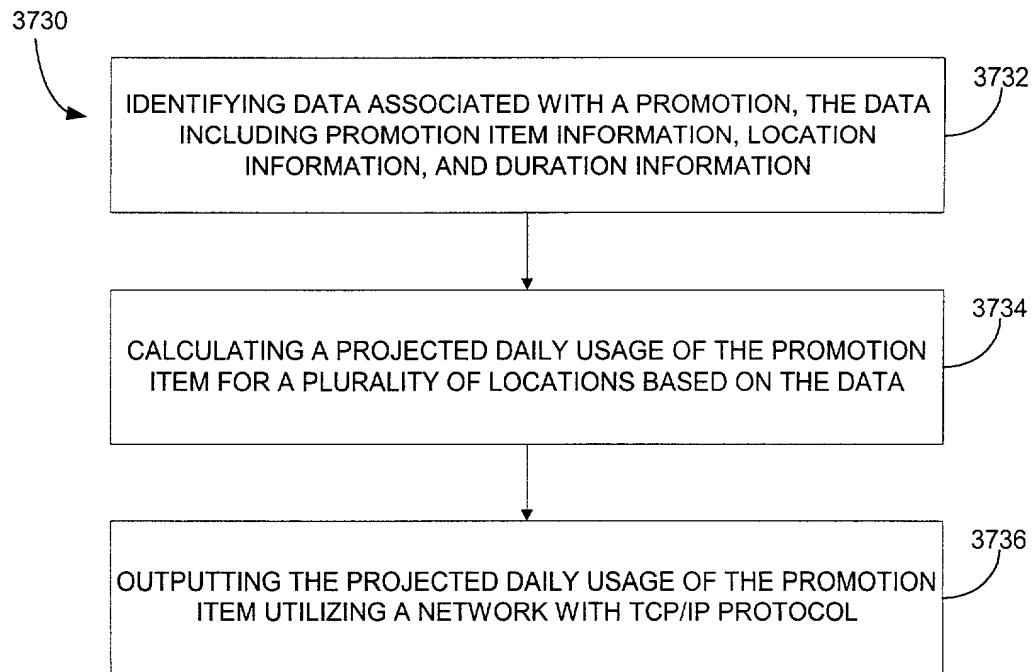 3730
3732
IDENTIFYING DATA ASSOCIATED WITH A PROMOTION, THE DATA
INCLUDING PROMOTION ITEM INFORMATION, LOCATION
INFORMATION, AND DURATION INFORMATION
3734
CALCULATING A PROJECTED DAILY USAGE OF THE PROMOTION
ITEM FOR A PLURALITY OF LOCATIONS BASED ON THE DATA
3736
OUTPUTTING THE PROJECTED DAILY USAGE OF THE PROMOTION
ITEM UTILIZING A NETWORK WITH TCP/IP PROTOCOL